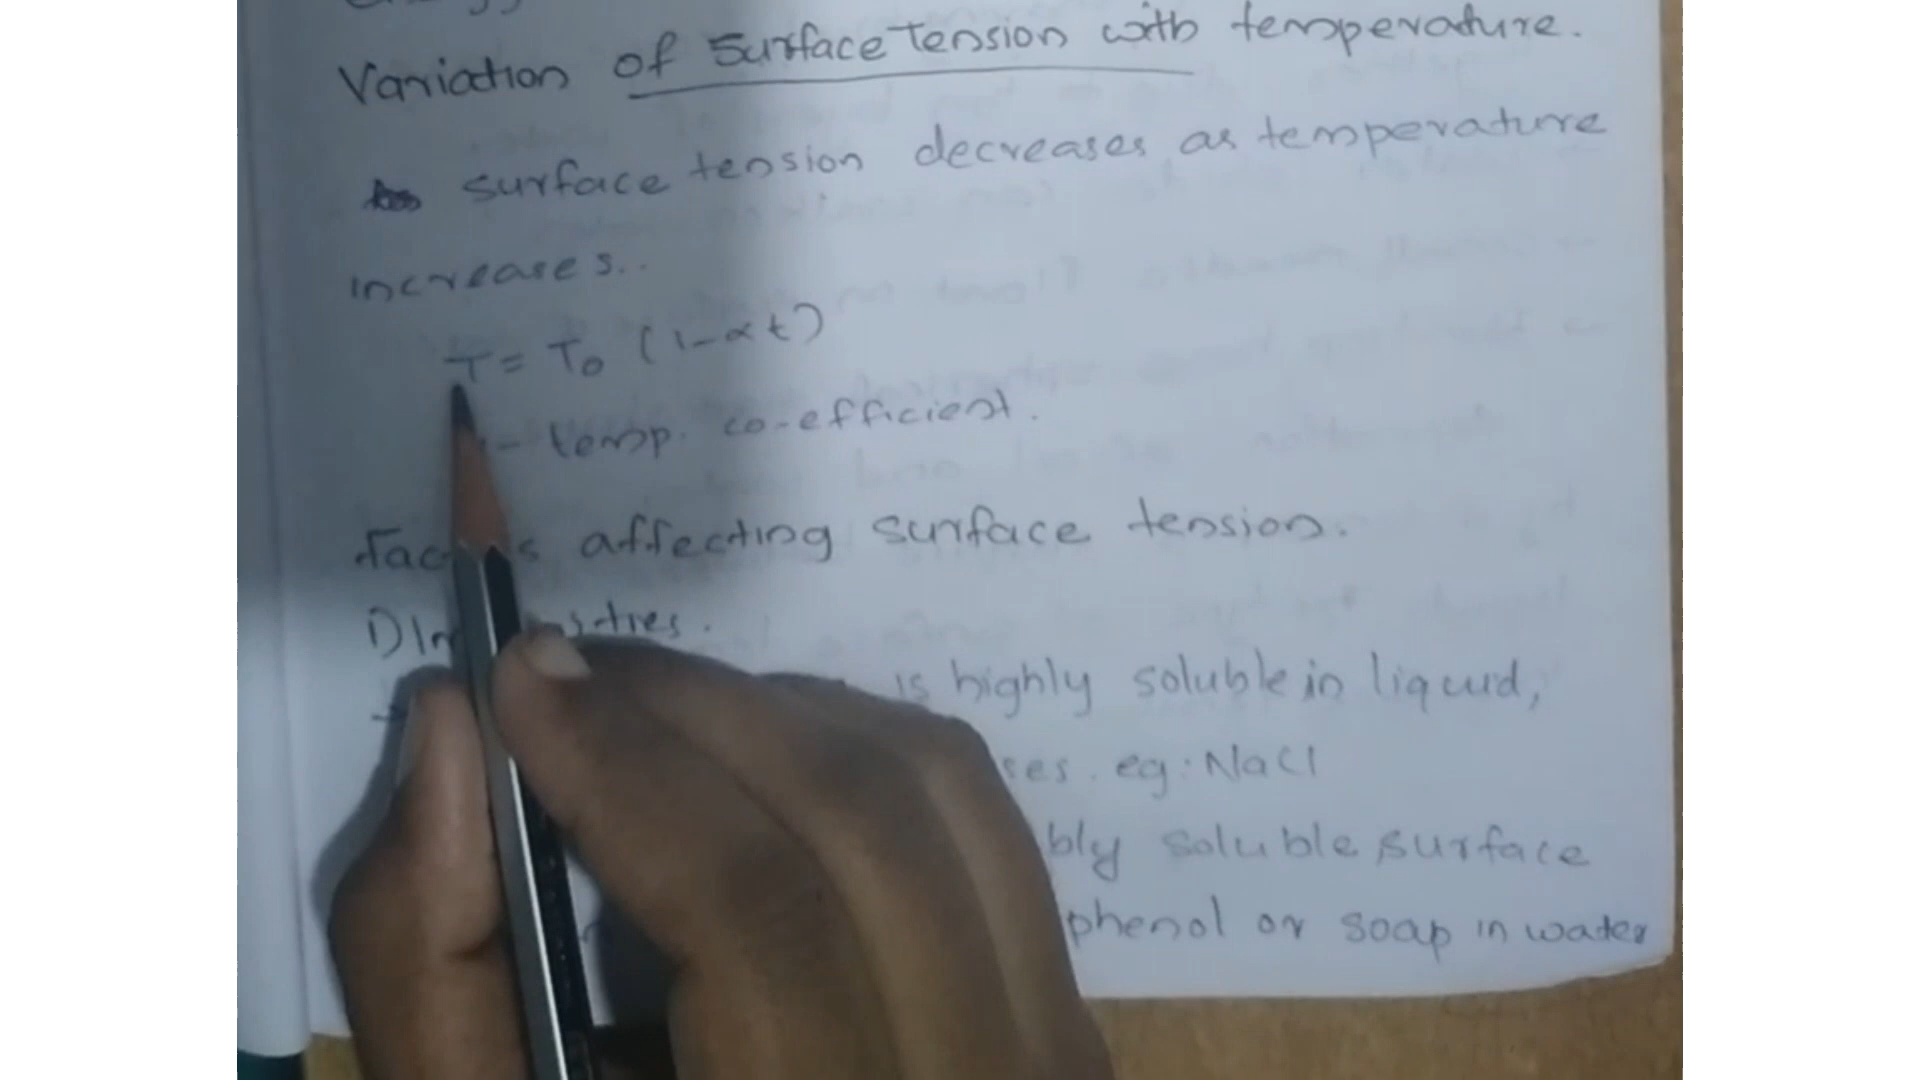 Variation of surface Tension with temperature.
surface tension decreases as temperature
increases..
T = T₀ (1-αt)
- temp. co-efficient.
affecting surface tension.
1)
is highly soluble in liquid,
eg: NaCl
soluble, surface
phenol or soap in water